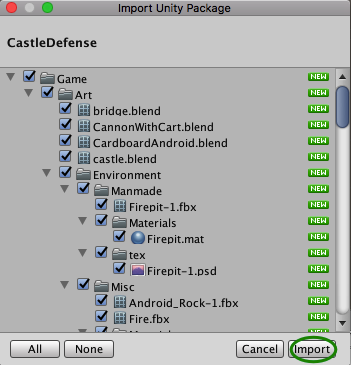 Import Unity Package
CastleDefense
Game NEW
Art NEW
bridge.blend NEW
CannonWithCart.blend NEW
CardboardAndroid.blend NEW
castle.blend NEW
Environment NEW
Manmade NEW
Firepit-1.fbx NEW
Materials NEW
Firepit.mat NEW
tex NEW
Firepit-1.psd NEW
Misc NEW
Android_Rock-1.fbx NEW
Fire.fbx NEW
All None Cancel Import